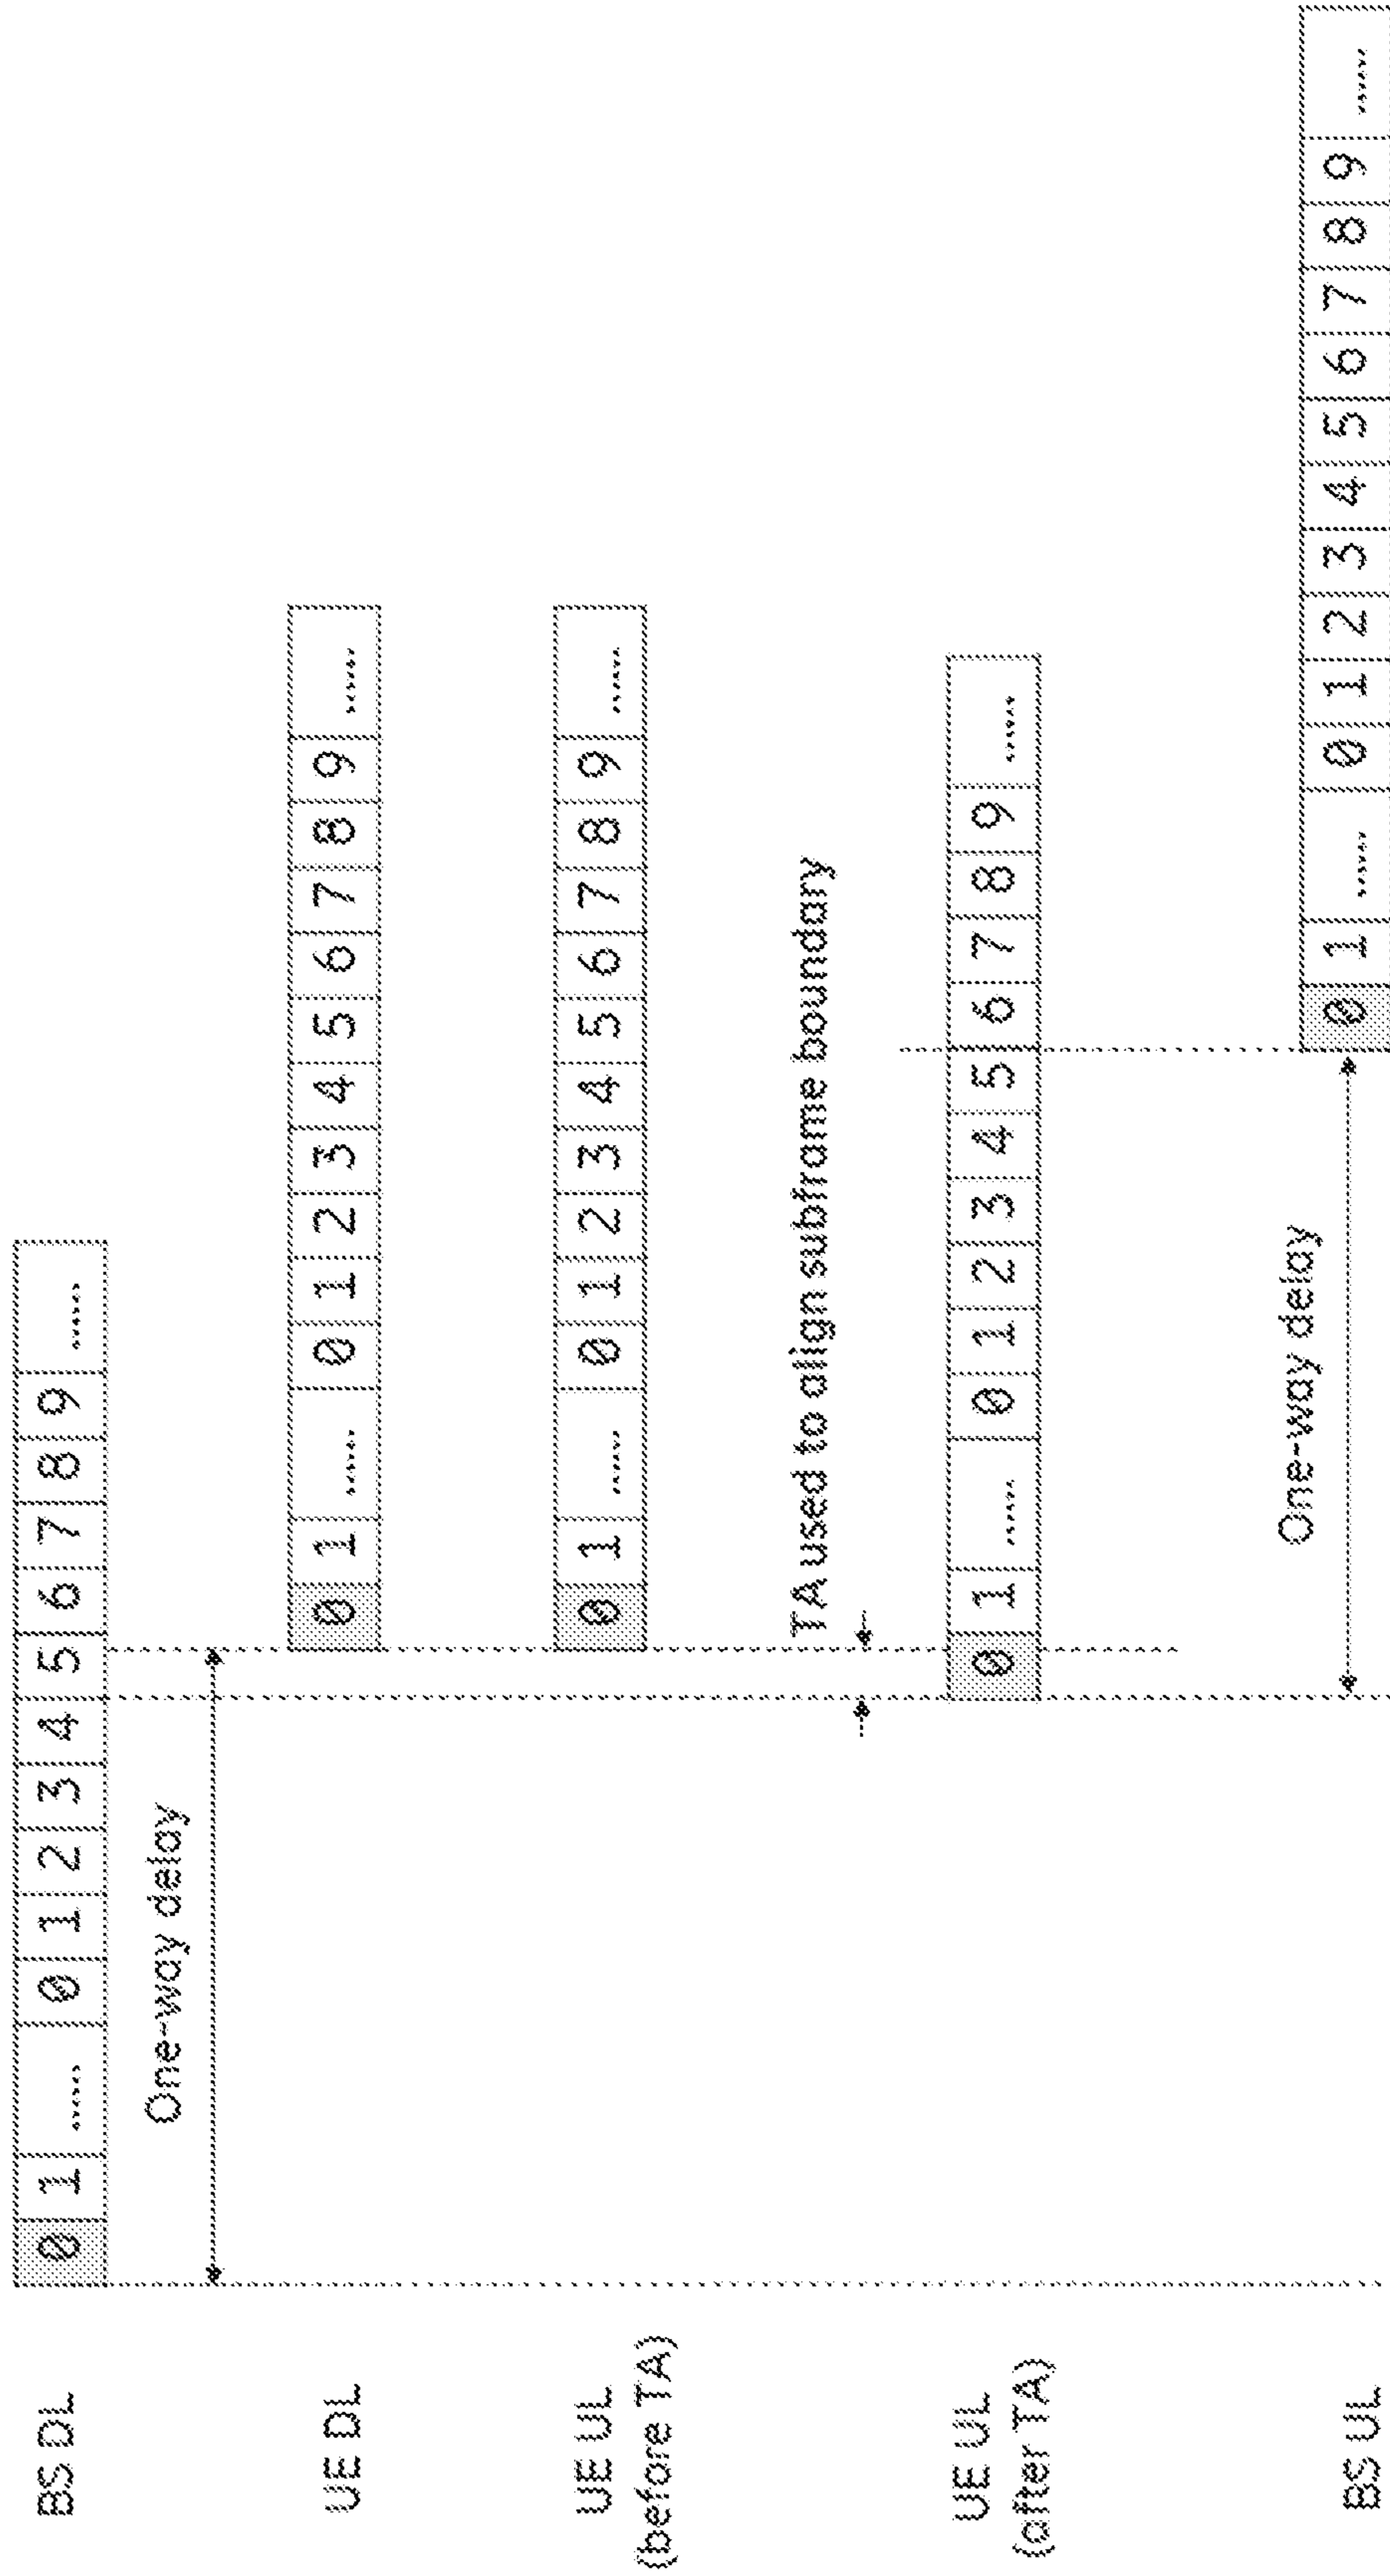 BS DL
0 1 ...... 0 1 2 3 4 5 6 7 8 9 ......
One-way delay
UE DL
0 1 ...... 0 1 2 3 4 5 6 7 8 9 ......
UE UL
(before TA)
0 1 ...... 0 1 2 3 4 5 6 7 8 9 ......
TA used to align subframe boundary
UE UL
(after TA)
0 1 ...... 0 1 2 3 4 5 6 7 8 9 ......
One-way delay
BS UL
0 1 ...... 0 1 2 3 4 5 6 7 8 9 ......